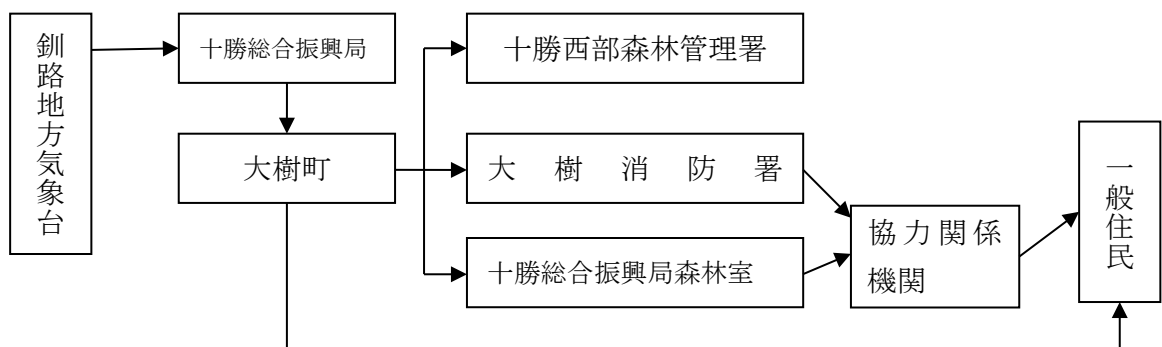 釧路地方気象台
十勝総合振興局
十勝西部森林管理署
大樹町
大樹消防署
十勝総合振興局森林室
協力関係
機関
一般住民